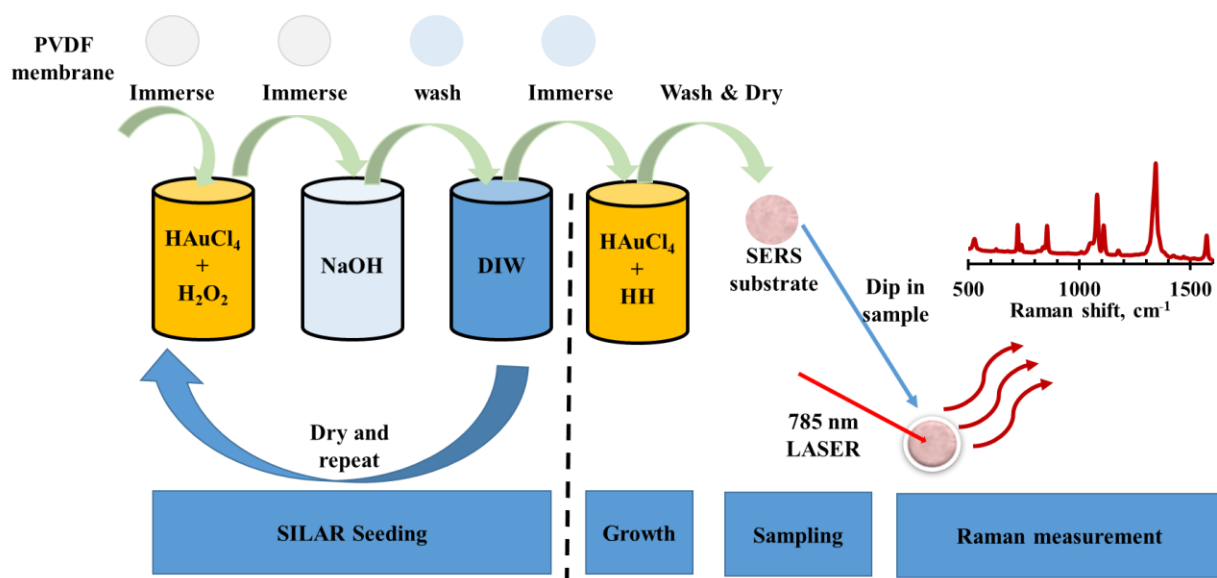 PVDF
membrane
Immerse
Immerse
wash
Immerse
Wash & Dry
HAuCl₄
+
H₂O₂
NaOH
DIW
HAuCl₄
+
HH
SERS
substrate
Dip in
sample
500
1000
1500
Raman shift, cm⁻¹
785 nm
LASER
Dry and
repeat
SILAR Seeding
Growth
Sampling
Raman measurement